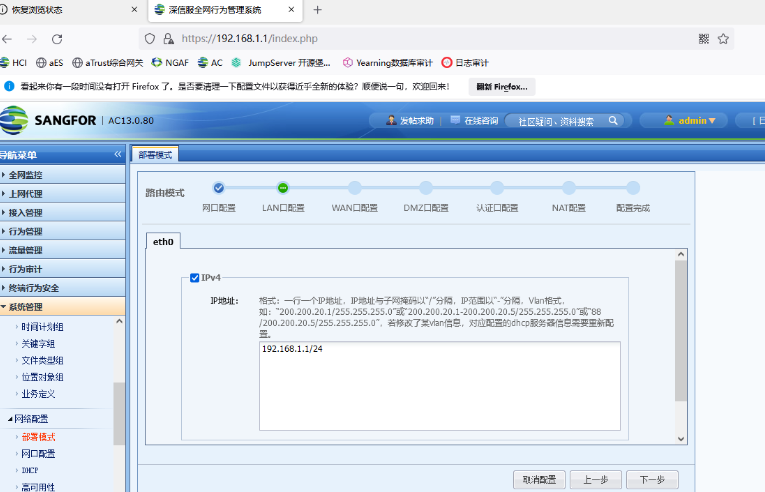 恢复浏览状态
深信服全网行为管理系统
https://192.168.1.1/index.php
HCI
aES
aTrust综合网关
NGAF
AC
JumpServer 开源堡...
Yearning数据库审计
日志审计
看起来你有一段时间没有打开 Firefox 了。是否要清理一下配置文件以获得近乎全新的体验？顺便说一句，欢迎回来！
翻新 Firefox...
SANGFOR | AC13.0.80
发帖求助
在线咨询
社区疑问、资料搜索
admin
导航菜单
部署模式
全网监控
上网代理
接入管理
行为管理
流量管理
行为审计
终端行为安全
系统管理
时间计划组
关键字组
文件类型组
位置对象组
业务定义
网络配置
部署模式
网口配置
DHCP
高可用性
路由模式
网口配置
LAN口配置
WAN口配置
DMZ口配置
认证口配置
NAT配置
配置完成
eth0
IPv4
IP地址:
格式：一行一个IP地址，IP地址与子网掩码以"/"分隔，IP范围以"-"分隔，Vlan格式，
如："200.200.20.1/255.255.255.0"或"200.200.20.1-200.200.20.5/255.255.255.0"或"88
/200.200.20.5/255.255.255.0"，若修改了某vlan信息，对应配置的dhcp服务器信息需要重新配
置。
192.168.1.1/24
取消配置
上一步
下一步